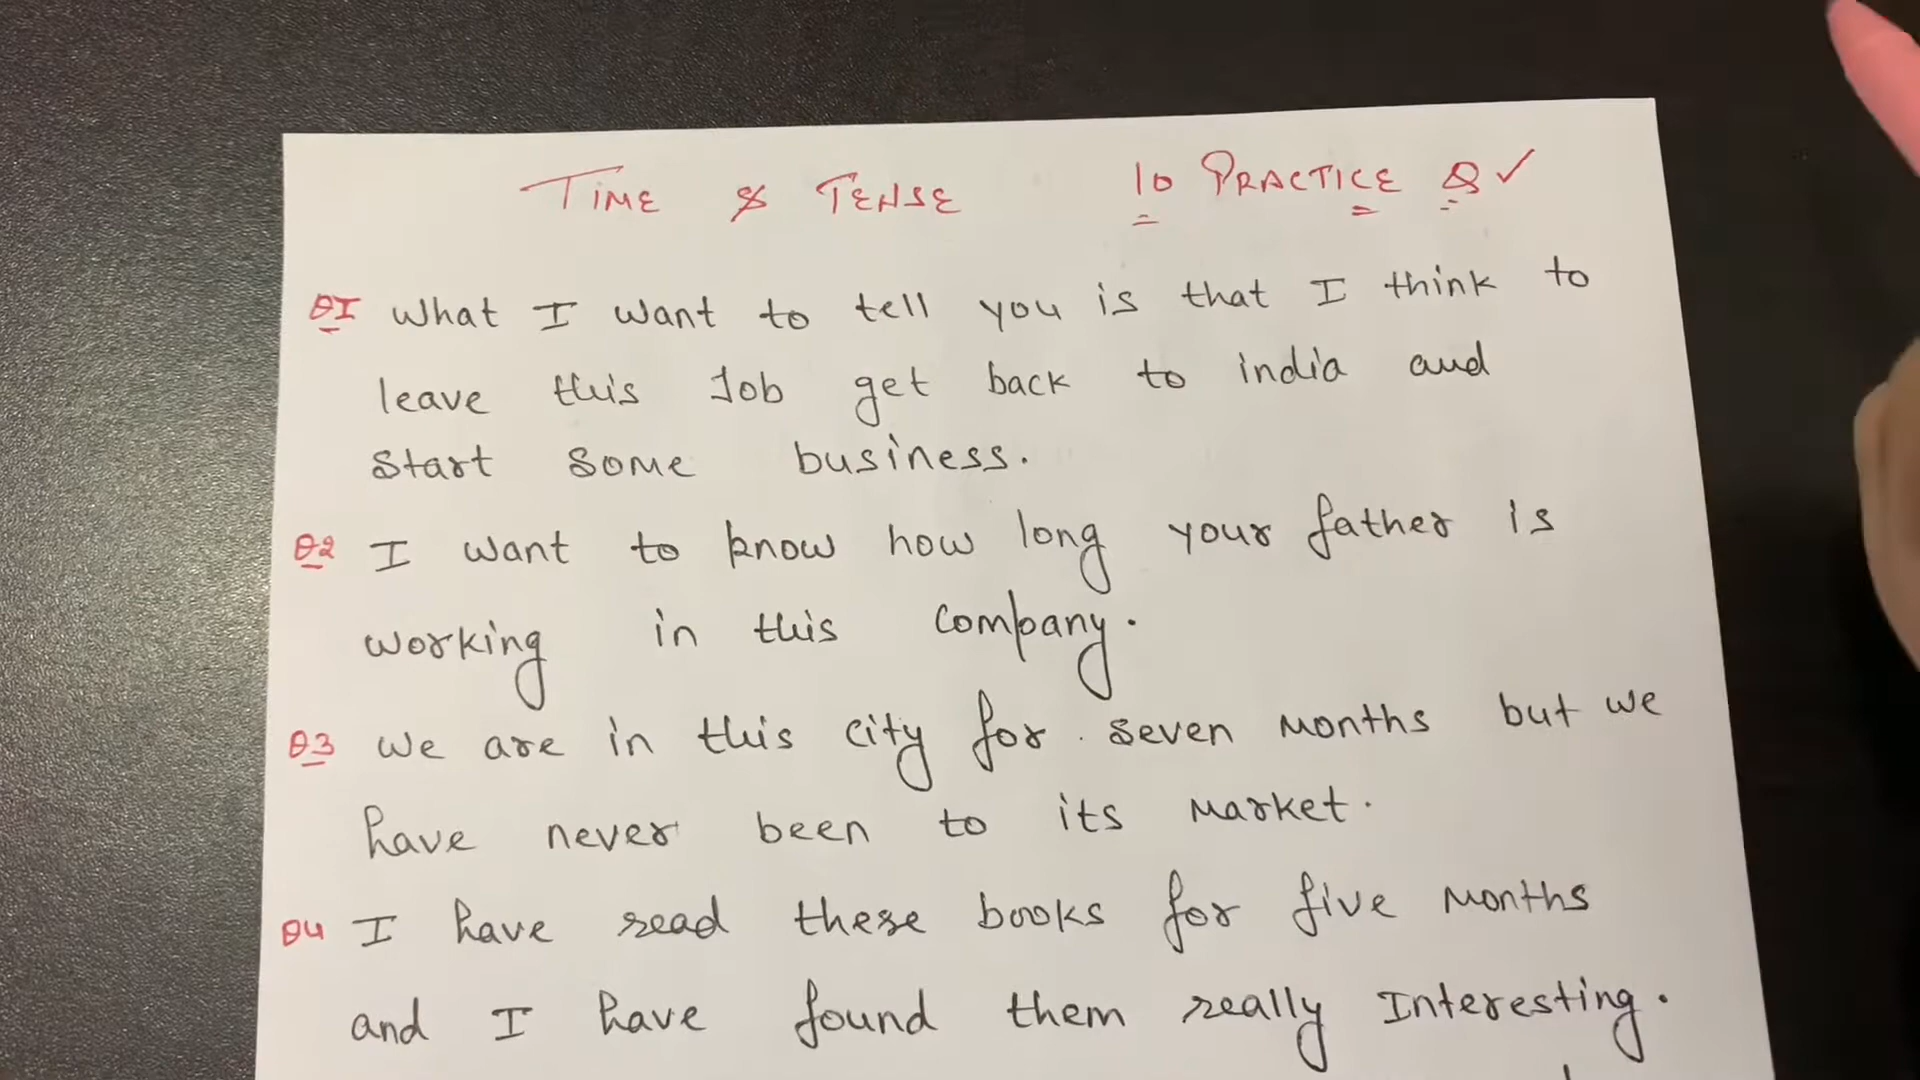 TIME & TENSE 10 PRACTICE Q ✓
Q1 What I want to tell you is that I think to
leave this Job get back to india and
Start Some business.
Q2 I want to know how long your father is
working in this company.
Q3 We are in this city for seven months but we
have never been to its market.
Q4 I have read these books for five months
and I have found them really Interesting.